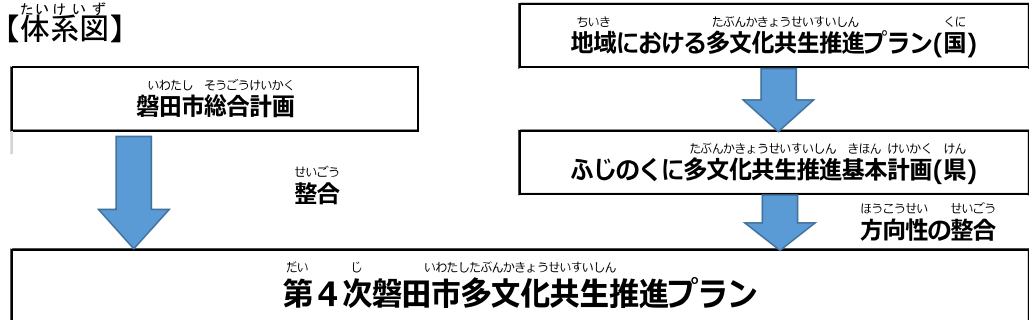 たいけいず
【体系図】
ちいき たぶんかきょうせいすいしん くに
地域における多文化共生推進プラン(国)
いわたし そうごうけいかく
磐田市総合計画
たぶんかきょうせいすいしん きほん けいかく けん
ふじのくに多文化共生推進基本計画(県)
せいごう
整合
ほうこうせい せいごう
方向性の整合
だい じ いわたしたぶんかきょうせいすいしん
第4次磐田市多文化共生推進プラン